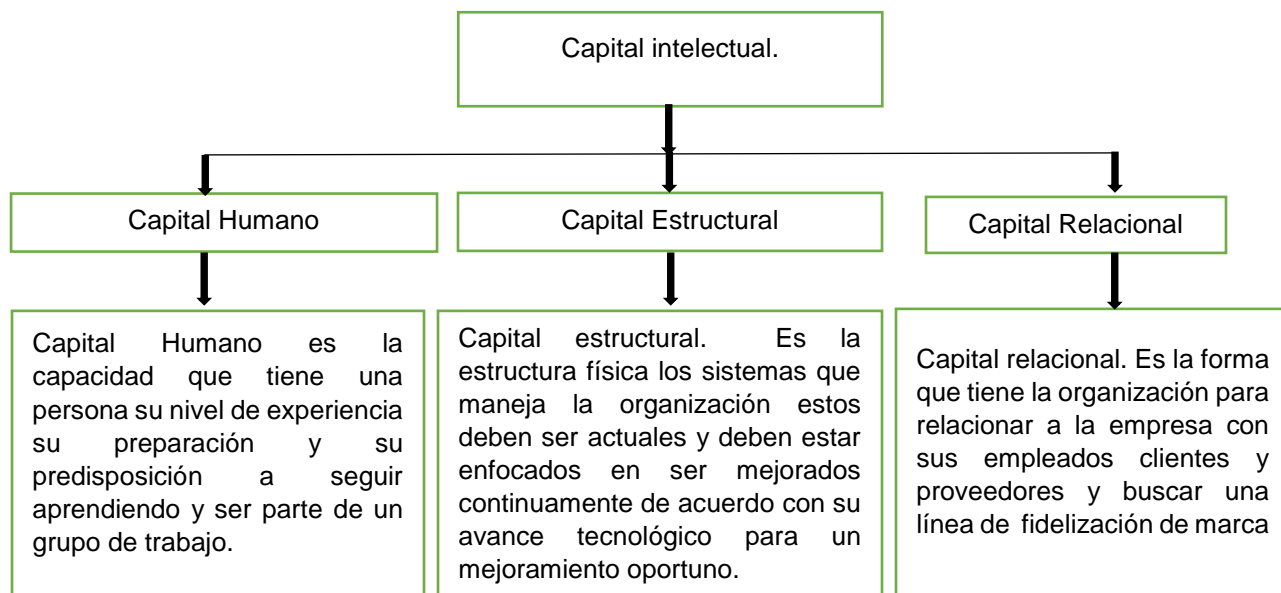 Capital intelectual.
Capital Humano
Capital Estructural
Capital Relacional
Capital Humano es la
capacidad que tiene una
persona su nivel de experiencia
su preparación y su
predisposición a seguir
aprendiendo y ser parte de un
grupo de trabajo.
Capital estructural. Es la
estructura física los sistemas que
maneja la organización estos
deben ser actuales y deben estar
enfocados en ser mejorados
continuamente de acuerdo con su
avance tecnológico para un
mejoramiento oportuno.
Capital relacional. Es la forma
que tiene la organización para
relacionar a la empresa con
sus empleados clientes y
proveedores y buscar una
línea de fidelización de marca